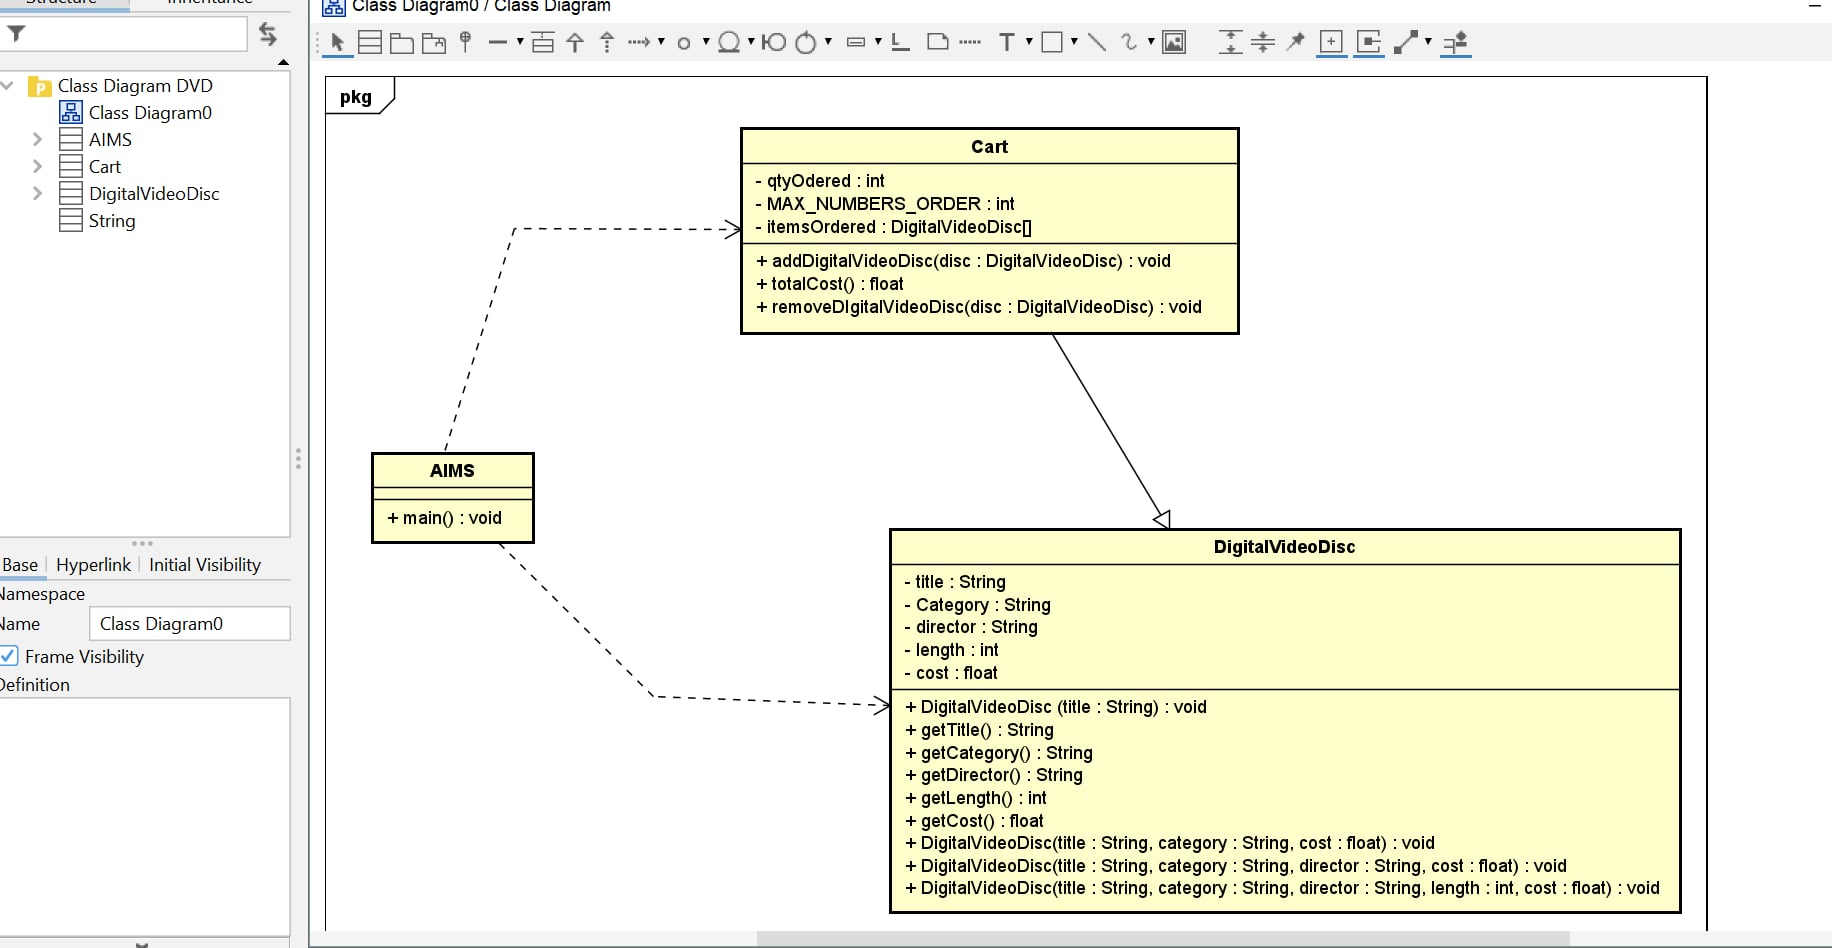 Structure
Inheritance
Class Diagram0 / Class Diagram
Class Diagram DVD
Class Diagram0
AIMS
Cart
DigitalVideoDisc
String
Base
Hyperlink
Initial Visibility
Namespace
Name
Class Diagram0
Frame Visibility
Definition
T
pkg
Cart
- qtyOdered : int
- MAX_NUMBERS_ORDER : int
- itemsOrdered : DigitalVideoDisc[]
+ addDigitalVideoDisc(disc : DigitalVideoDisc) : void
+ totalCost() : float
+ removeDIgitalVideoDisc(disc : DigitalVideoDisc) : void
AIMS
+ main() : void
DigitalVideoDisc
- title : String
- Category : String
- director : String
- length : int
- cost : float
+ DigitalVideoDisc (title : String) : void
+ getTitle() : String
+ getCategory() : String
+ getDirector() : String
+ getLength() : int
+ getCost() : float
+ DigitalVideoDisc(title : String, category : String, cost : float) : void
+ DigitalVideoDisc(title : String, category : String, director : String, cost : float) : void
+ DigitalVideoDisc(title : String, category : String, director : String, length : int, cost : float) : void